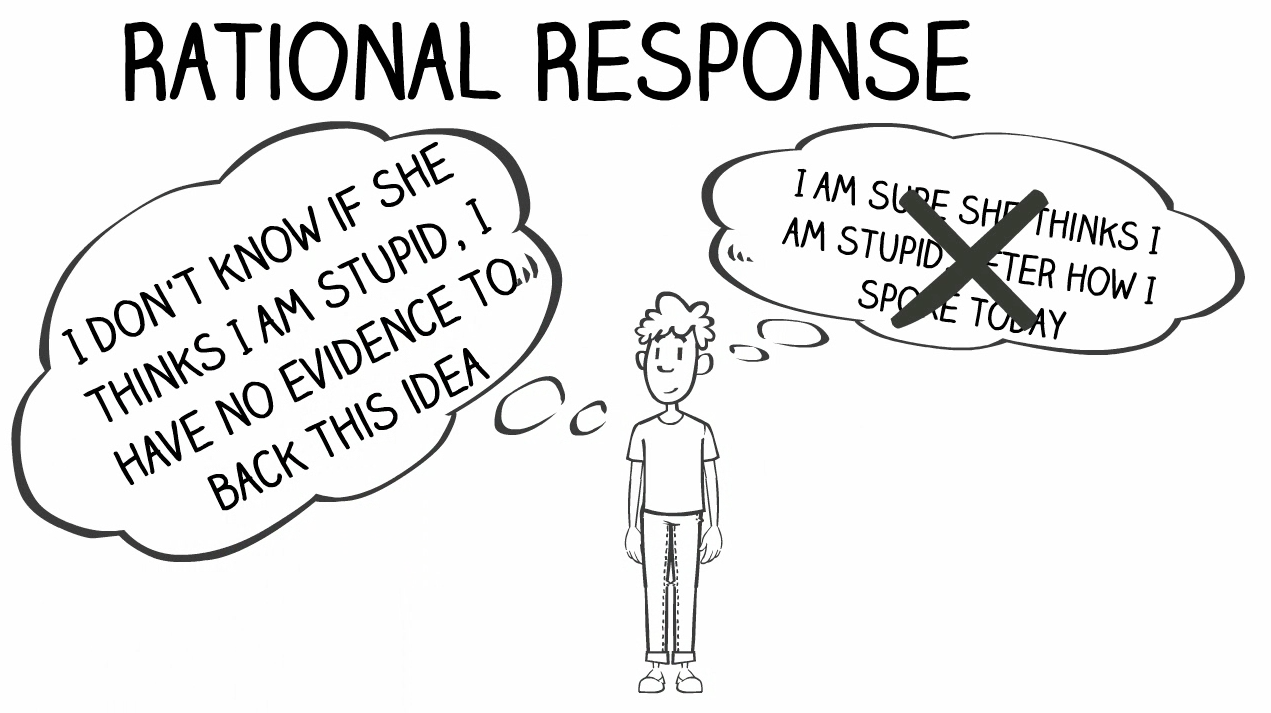 RATIONAL RESPONSE
I DON'T KNOW IF SHE
THINKS I AM STUPID, I
HAVE NO EVIDENCE TO
BACK THIS IDEA
I AM SURE SHE THINKS I
AM STUPID, AFTER HOW I
SPOKE TODAY